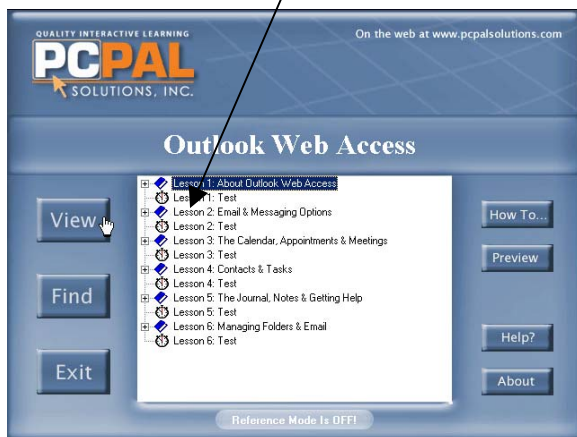 QUALITY INTERACTIVE LEARNING
On the web at www.pcpalsolutions.com
PCPAL
SOLUTIONS, INC.
Outlook Web Access
Lesson 1: About Outlook Web Access
Lesson 1: Test
Lesson 2: Email & Messaging Options
Lesson 2: Test
Lesson 3: The Calendar, Appointments & Meetings
Lesson 3: Test
Lesson 4: Contacts & Tasks
Lesson 4: Test
Lesson 5: The Journal, Notes & Getting Help
Lesson 5: Test
Lesson 6: Managing Folders & Email
Lesson 6: Test
View
Find
Exit
How To...
Preview
Help?
About
Reference Mode Is OFF!